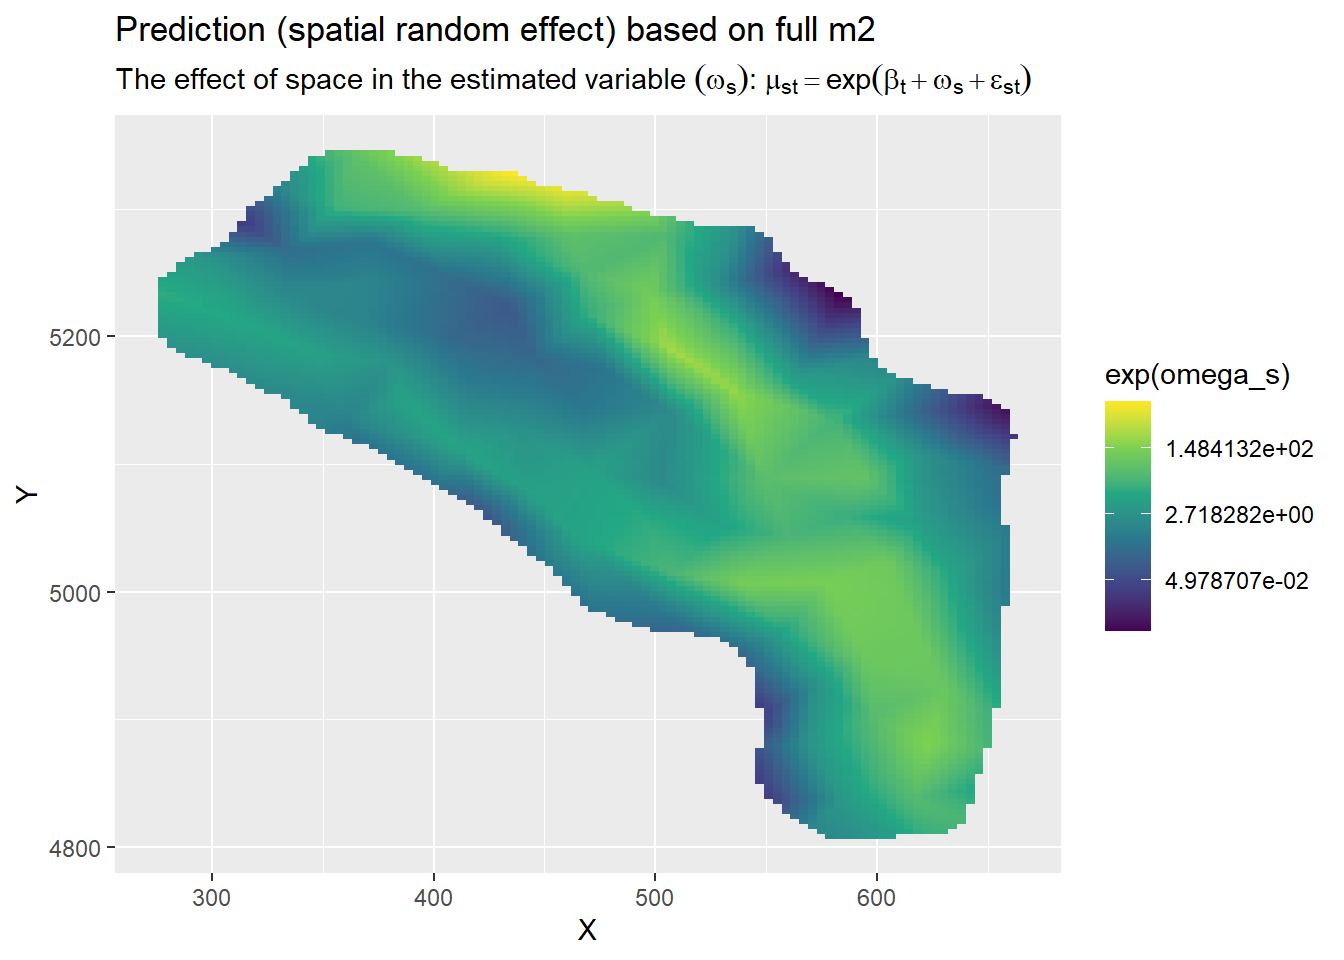 Prediction (spatial random effect) based on full m2
The effect of space in the estimated variable (ωs): μst = exp(βt + ωs + εst)
Y
5200
5000
4800
300 400 500 600
X
exp(omega_s)
1.484132e+02
2.718282e+00
4.978707e-02